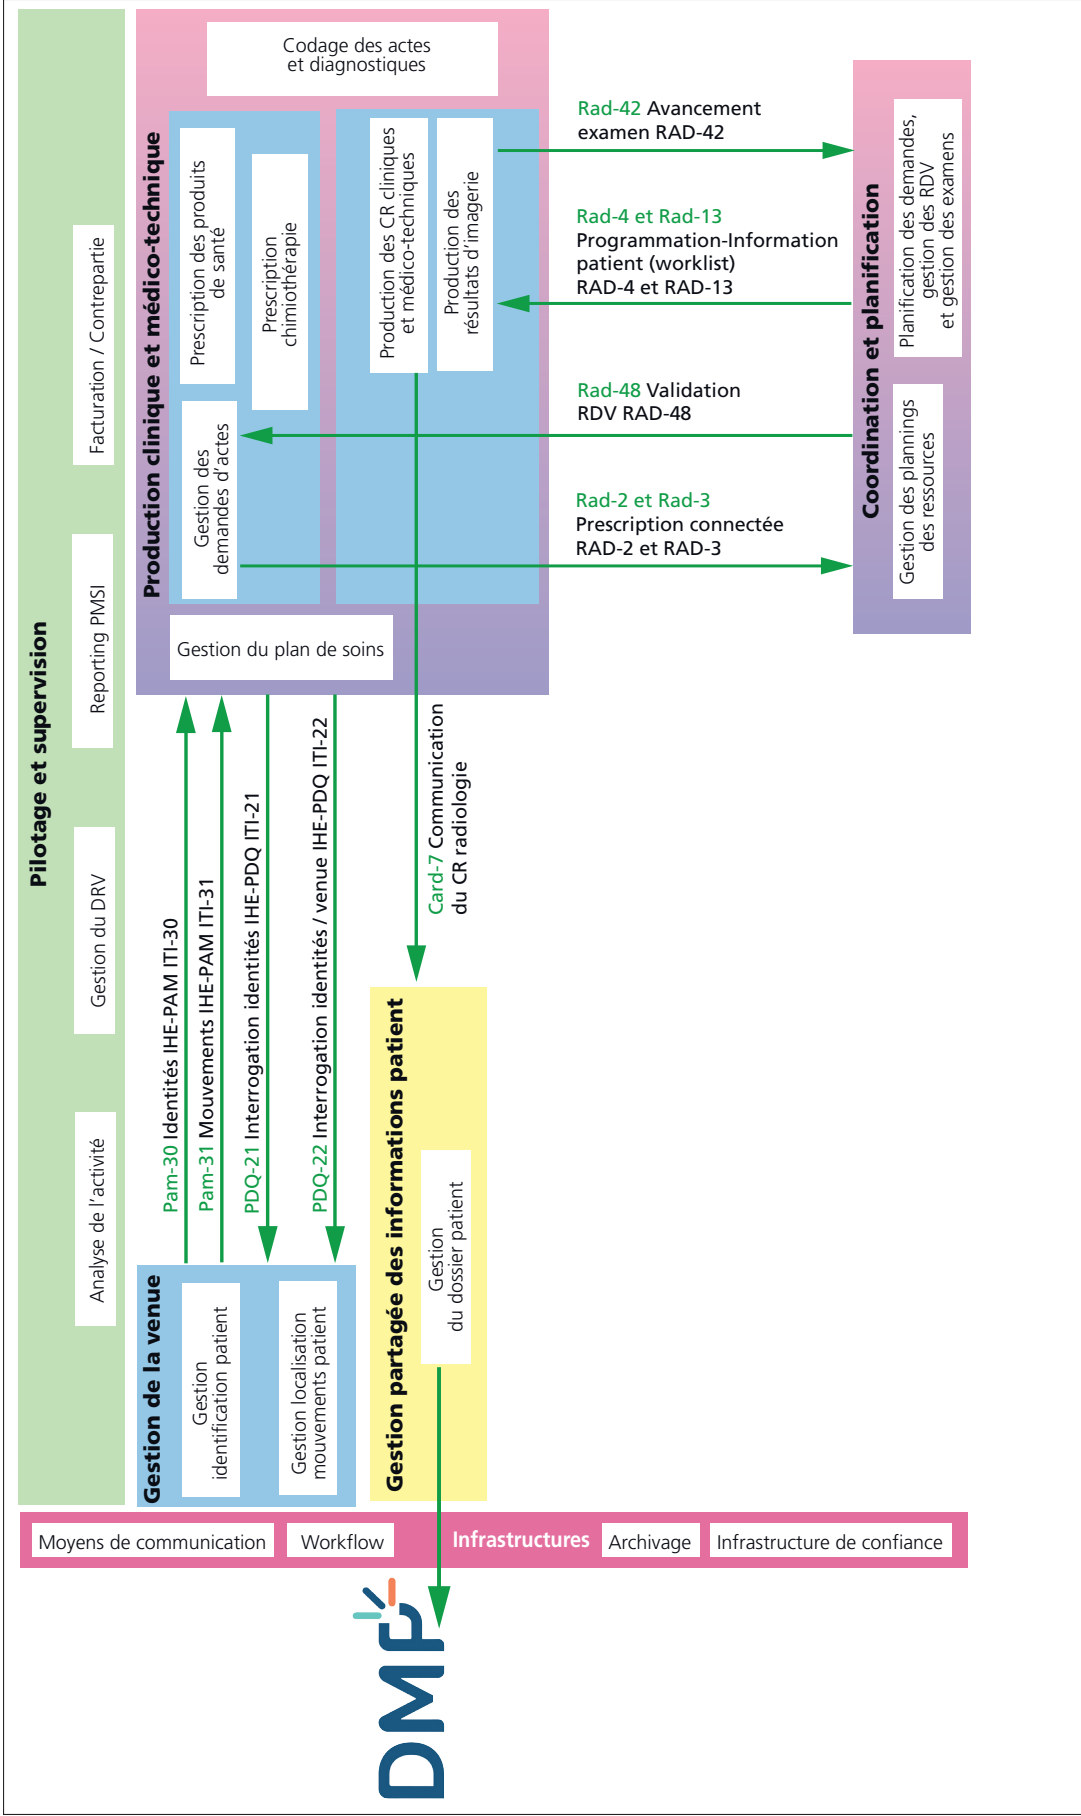 Pilotage et supervision
Analyse de l'activité
Gestion du DRV
Reporting PMSI
Facturation / Contrepartie
Codage des actes
et diagnostiques
Production clinique et médico-technique
Prescription des produits
de santé
Prescription
chimiothérapie
Gestion des
demandes d'actes
Production des CR cliniques
et médico-techniques
Production des
résultats d'imagerie
Gestion du plan de soins
Rad-42 Avancement
examen RAD-42
Rad-4 et Rad-13
Programmation-Information
patient (worklist)
RAD-4 et RAD-13
Rad-48 Validation
RDV RAD-48
Rad-2 et Rad-3
Prescription connectée
RAD-2 et RAD-3
Coordination et planification
Planification des demandes,
gestion des RDV
et gestion des examens
Gestion des plannings
des ressources
Pam-30 Identités IHE-PAM ITI-30
Pam-31 Mouvements IHE-PAM ITI-31
PDQ-21 Interrogation identités IHE-PDQ ITI-21
PDQ-22 Interrogation identités / venue IHE-PDQ ITI-22
Card-7 Communication
du CR radiologie
Gestion de la venue
Gestion
identification patient
Gestion localisation
mouvements patient
Gestion partagée des informations patient
Gestion
du dossier patient
Moyens de communication
Workflow
Infrastructures
Archivage
Infrastructure de confiance
DMP